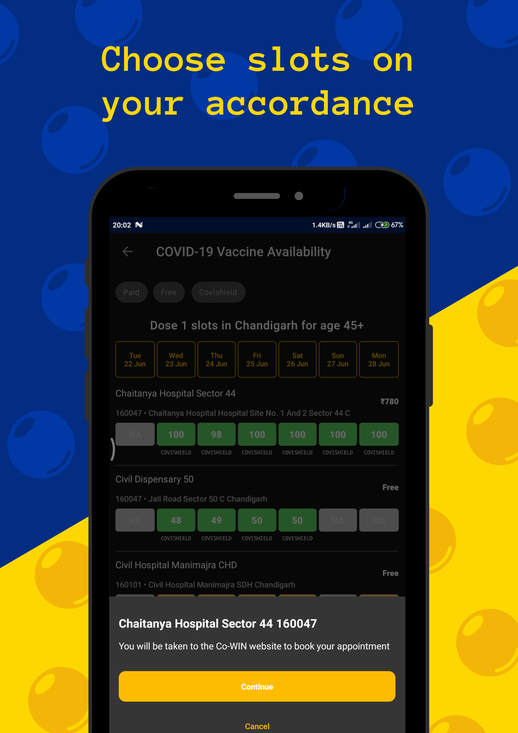 Choose slots on
your accordance
20:02 N 1.4KB/s 4G 67%
COVID-19 Vaccine Availability
Paid Free Covishield
Dose 1 slots in Chandigarh for age 45+
Tue Wed Thu Fri Sat Sun Mon
22 Jun 23 Jun 24 Jun 25 Jun 26 Jun 27 Jun 28 Jun
Chaitanya Hospital Sector 44
₹780
160047 • Chaitanya Hospital Hospital Site No. 1 And 2 Sector 44 C
NA 100 98 100 100 100 100
COVISHIELD COVISHIELD COVISHIELD COVISHIELD COVISHIELD COVISHIELD
Civil Dispensary 50
Free
160047 • Jail Road Sector 50 C Chandigarh
NA 48 49 50 50 NA NA
COVISHIELD COVISHIELD COVISHIELD COVISHIELD
Civil Hospital Manimajra CHD
Free
160101 • Civil Hospital Manimajra SDH Chandigarh
Chaitanya Hospital Sector 44 160047
You will be taken to the Co-WIN website to book your appointment
Continue
Cancel